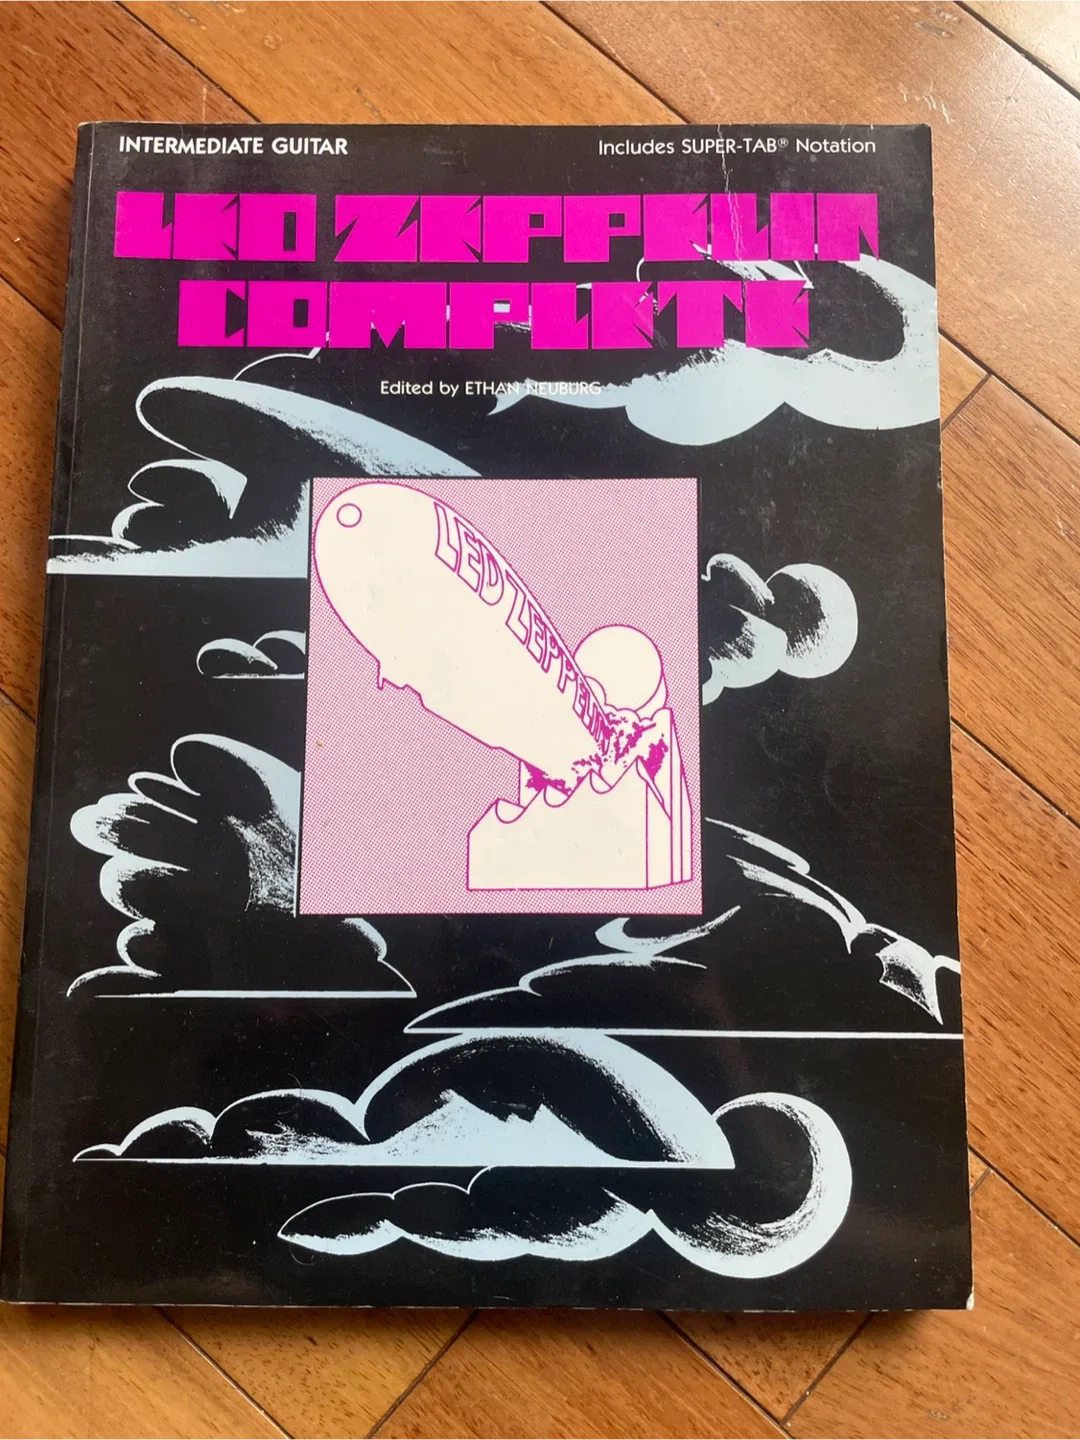 INTERMEDIATE GUITAR
Includes SUPER-TAB® Notation
LED ZEPPELIN
COMPLETE
Edited by ETHAN NEUBURG
LED ZEPPELIN